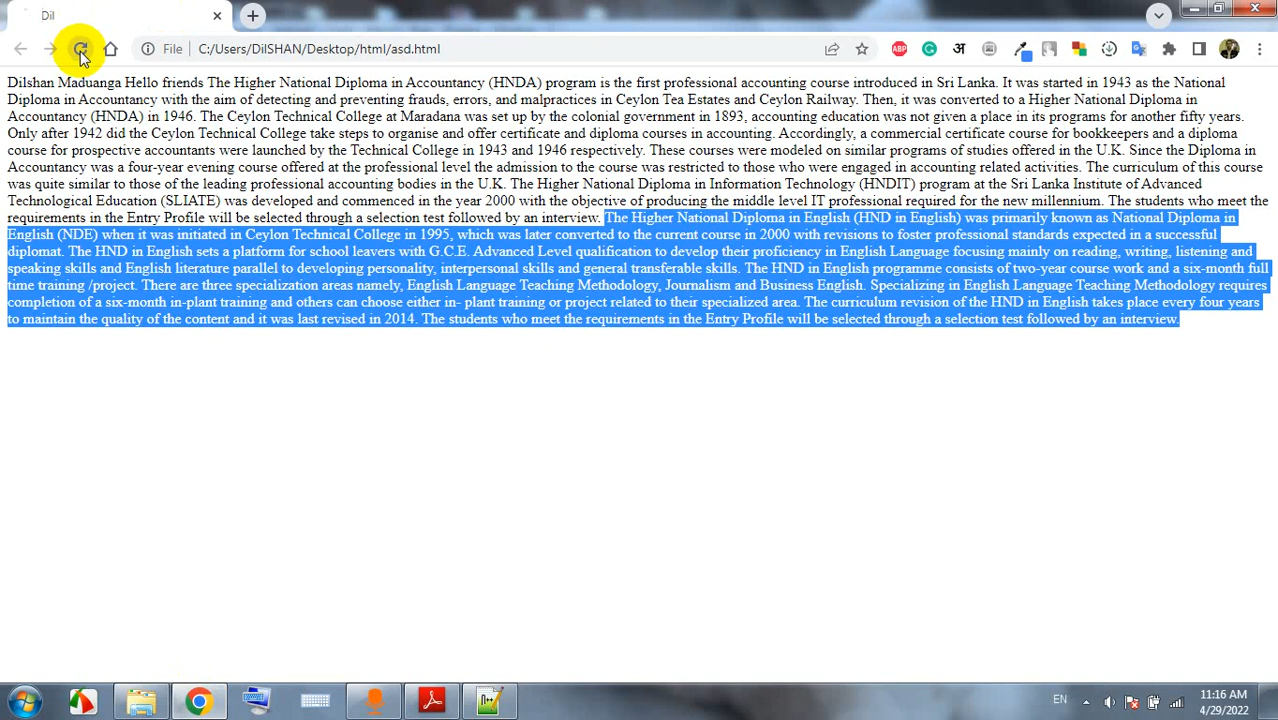 Dil
File
C:/Users/DilSHAN/Desktop/html/asd.html
ABP
अ
Dilshan Maduanga Hello friends The Higher National Diploma in Accountancy (HNDA) program is the first professional accounting course introduced in Sri Lanka. It was started in 1943 as the National
Diploma in Accountancy with the aim of detecting and preventing frauds, errors, and malpractices in Ceylon Tea Estates and Ceylon Railway. Then, it was converted to a Higher National Diploma in
Accountancy (HNDA) in 1946. The Ceylon Technical College at Maradana was set up by the colonial government in 1893, accounting education was not given a place in its programs for another fifty years.
Only after 1942 did the Ceylon Technical College take steps to organise and offer certificate and diploma courses in accounting. Accordingly, a commercial certificate course for bookkeepers and a diploma
course for prospective accountants were launched by the Technical College in 1943 and 1946 respectively. These courses were modeled on similar programs of studies offered in the U.K. Since the Diploma in
Accountancy was a four-year evening course offered at the professional level the admission to the course was restricted to those who were engaged in accounting related activities. The curriculum of this course
was quite similar to those of the leading professional accounting bodies in the U.K. The Higher National Diploma in Information Technology (HNDIT) program at the Sri Lanka Institute of Advanced
Technological Education (SLIATE) was developed and commenced in the year 2000 with the objective of producing the middle level IT professional required for the new millennium. The students who meet the
requirements in the Entry Profile will be selected through a selection test followed by an interview. The Higher National Diploma in English (HND in English) was primarily known as National Diploma in
English (NDE) when it was initiated in Ceylon Technical College in 1995, which was later converted to the current course in 2000 with revisions to foster professional standards expected in a successful
diplomat. The HND in English sets a platform for school leavers with G.C.E. Advanced Level qualification to develop their proficiency in English Language focusing mainly on reading, writing, listening and
speaking skills and English literature parallel to developing personality, interpersonal skills and general transferable skills. The HND in English programme consists of two-year course work and a six-month full
time training /project. There are three specialization areas namely, English Language Teaching Methodology, Journalism and Business English. Specializing in English Language Teaching Methodology requires
completion of a six-month in-plant training and others can choose either in- plant training or project related to their specialized area. The curriculum revision of the HND in English takes place every four years
to maintain the quality of the content and it was last revised in 2014. The students who meet the requirements in the Entry Profile will be selected through a selection test followed by an interview.
EN
11:16 AM
4/29/2022